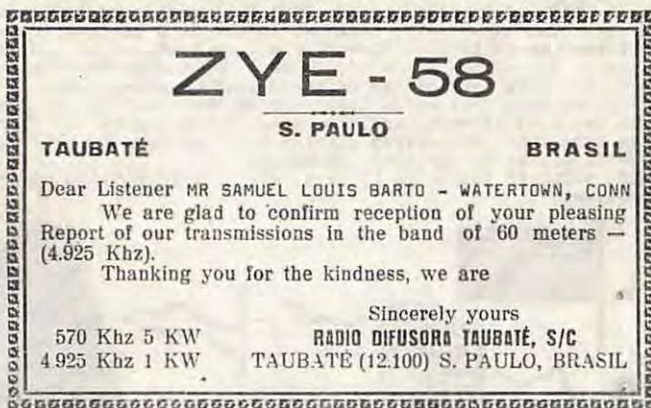 ZYE - 58
S. PAULO
TAUBATÉ BRASIL
Dear Listener MR SAMUEL LOUIS BARTO - WATERTOWN, CONN
We are glad to confirm reception of your pleasing
Report of our transmissions in the band of 60 meters —
(4.925 Khz).
Thanking you for the kindness, we are
Sincerely yours
570 Khz 5 KW RADIO DIFUSORA TAUBATÉ, S/C
4.925 Khz 1 KW TAUBATÉ (12.100) S. PAULO, BRASIL